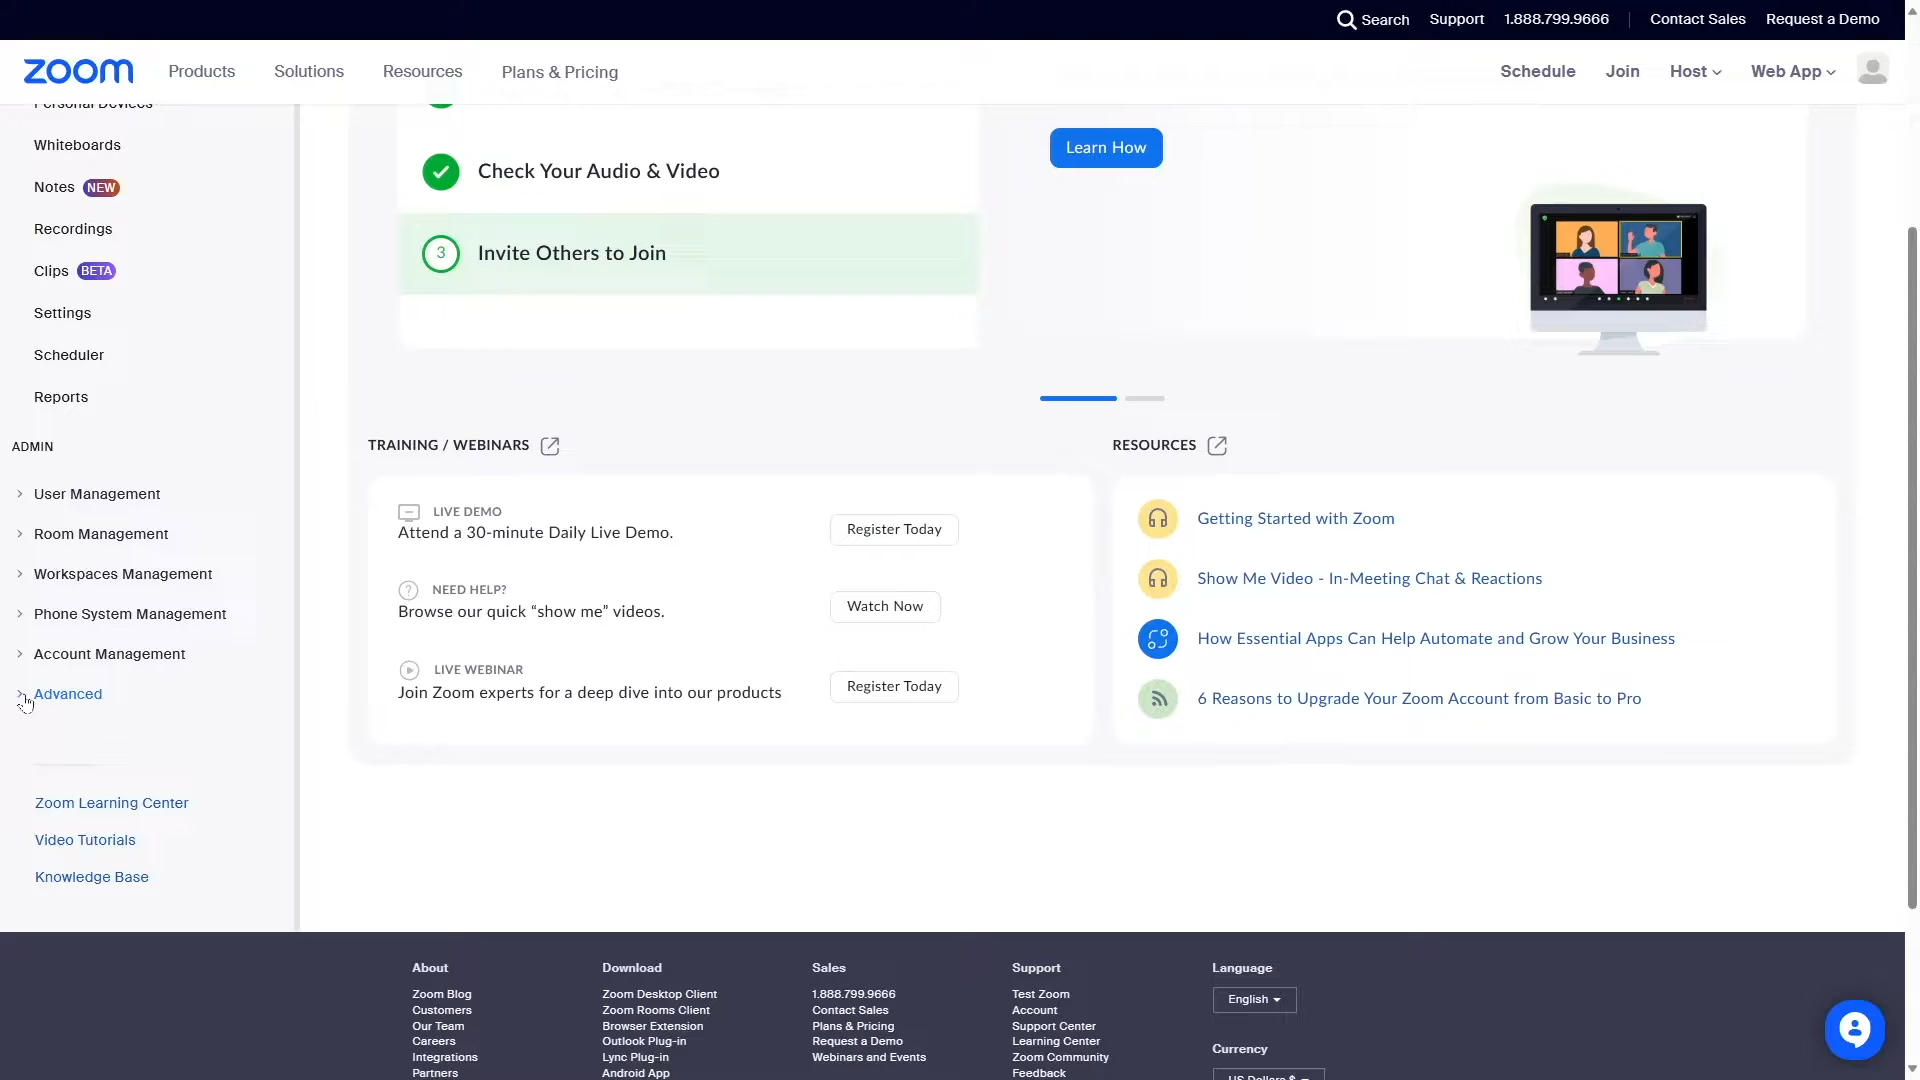 Search
Support
1.888.799.9666
Contact Sales
Request a Demo
zoom
Products
Solutions
Resources
Plans & Pricing
Schedule
Join
Host
Web App
Personal Devices
Whiteboards
Notes NEW
Recordings
Clips BETA
Settings
Scheduler
Reports
ADMIN
User Management
Room Management
Workspaces Management
Phone System Management
Account Management
Advanced
Zoom Learning Center
Video Tutorials
Knowledge Base
Check Your Audio & Video
3 Invite Others to Join
Learn How
TRAINING / WEBINARS
LIVE DEMO
Attend a 30-minute Daily Live Demo.
Register Today
NEED HELP?
Browse our quick “show me” videos.
Watch Now
LIVE WEBINAR
Join Zoom experts for a deep dive into our products
Register Today
RESOURCES
Getting Started with Zoom
Show Me Video - In-Meeting Chat & Reactions
How Essential Apps Can Help Automate and Grow Your Business
6 Reasons to Upgrade Your Zoom Account from Basic to Pro
About
Zoom Blog
Customers
Our Team
Careers
Integrations
Partners
Download
Zoom Desktop Client
Zoom Rooms Client
Browser Extension
Outlook Plug-in
Lync Plug-in
Android App
Sales
1.888.799.9666
Contact Sales
Plans & Pricing
Request a Demo
Webinars and Events
Support
Test Zoom
Account
Support Center
Learning Center
Zoom Community
Feedback
Language
English
Currency
US Dollars $